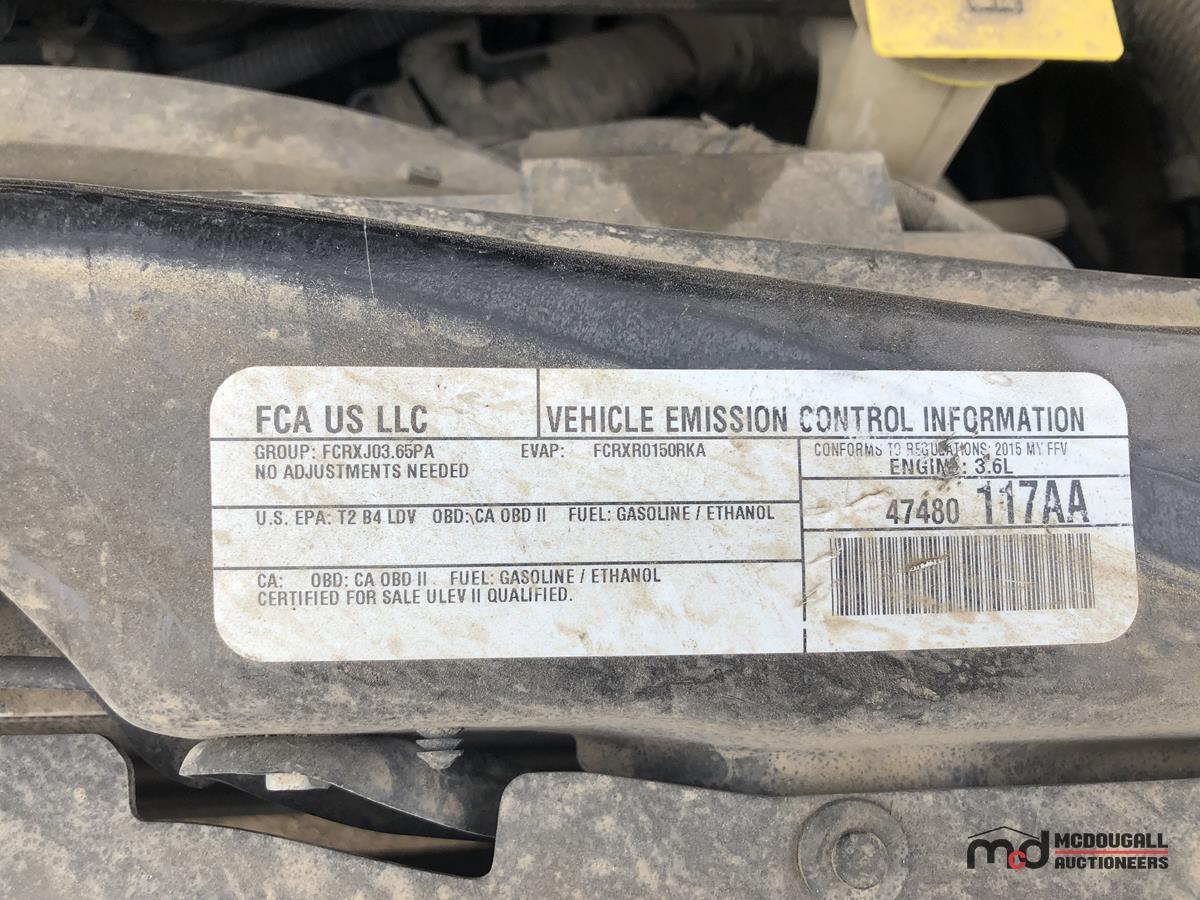 FCA US LLC
VEHICLE EMISSION CONTROL INFORMATION
GROUP: FCRXJ03.65PA EVAP: FCRXR0150RKA
NO ADJUSTMENTS NEEDED
CONFORMS TO REGULATIONS: 2015 MY FFV
ENGINE: 3.6L
U.S. EPA: T2 B4 LDV OBD: CA OBD II FUEL: GASOLINE / ETHANOL
47480 117AA
CA: OBD: CA OBD II FUEL: GASOLINE / ETHANOL
CERTIFIED FOR SALE ULEV II QUALIFIED.
mcd MCDOUGALL
AUCTIONEERS